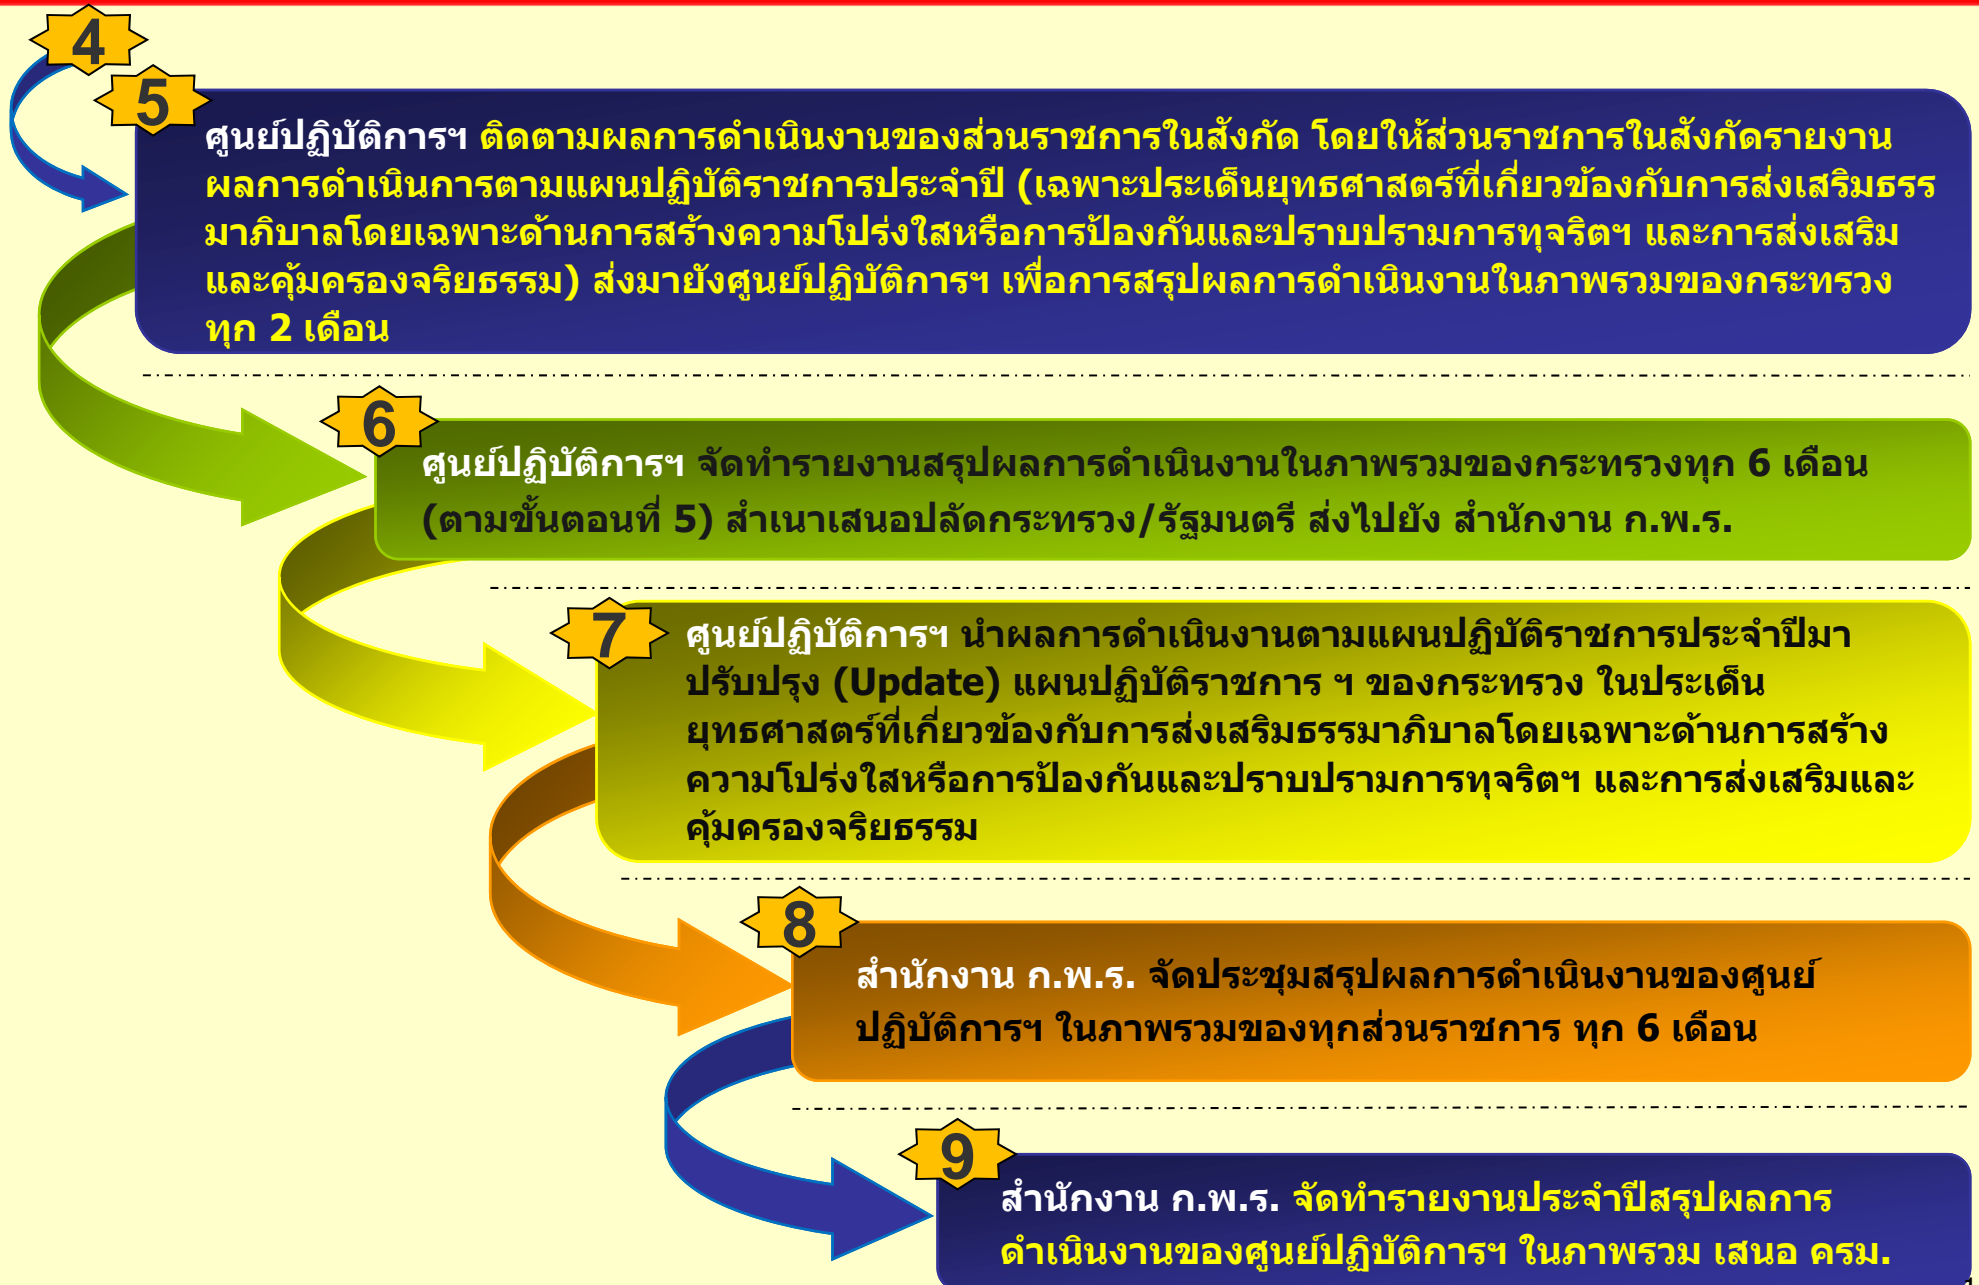 4
5
ศูนย์ปฏิบัติการฯ ติดตามผลการดำเนินงานของส่วนราชการในสังกัด โดยให้ส่วนราชการในสังกัดรายงาน
ผลการดำเนินการตามแผนปฏิบัติราชการประจำปี (เฉพาะประเด็นยุทธศาสตร์ที่เกี่ยวข้องกับการส่งเสริมธรร
มาภิบาลโดยเฉพาะด้านการสร้างความโปร่งใสหรือการป้องกันและปราบปรามการทุจริตฯ และการส่งเสริม
และคุ้มครองจริยธรรม) ส่งมายังศูนย์ปฏิบัติการฯ เพื่อการสรุปผลการดำเนินงานในภาพรวมของกระทรวง
ทุก 2 เดือน
6
ศูนย์ปฏิบัติการฯ จัดทำรายงานสรุปผลการดำเนินงานในภาพรวมของกระทรวงทุก 6 เดือน
(ตามขั้นตอนที่ 5) สำเนาเสนอปลัดกระทรวง/รัฐมนตรี ส่งไปยัง สำนักงาน ก.พ.ร.
7
ศูนย์ปฏิบัติการฯ นำผลการดำเนินงานตามแผนปฏิบัติราชการประจำปีมา
ปรับปรุง (Update) แผนปฏิบัติราชการ ฯ ของกระทรวง ในประเด็น
ยุทธศาสตร์ที่เกี่ยวข้องกับการส่งเสริมธรรมาภิบาลโดยเฉพาะด้านการสร้าง
ความโปร่งใสหรือการป้องกันและปราบปรามการทุจริตฯ และการส่งเสริมและ
คุ้มครองจริยธรรม
8
สำนักงาน ก.พ.ร. จัดประชุมสรุปผลการดำเนินงานของศูนย์
ปฏิบัติการฯ ในภาพรวมของทุกส่วนราชการ ทุก 6 เดือน
9
สำนักงาน ก.พ.ร. จัดทำรายงานประจำปีสรุปผลการ
ดำเนินงานของศูนย์ปฏิบัติการฯ ในภาพรวม เสนอ ครม.